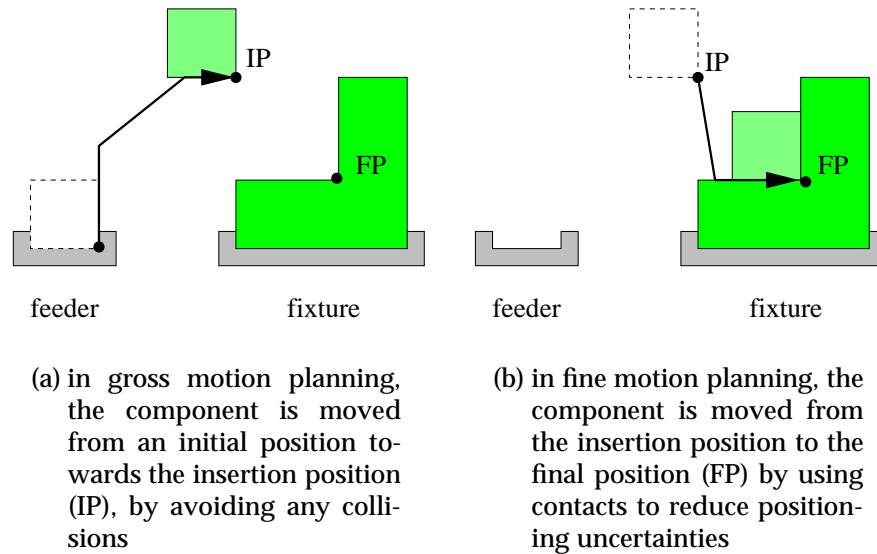 IP
FP
feeder
fixture
(a) in gross motion planning,
the component is moved
from an initial position to-
wards the insertion position
(IP), by avoiding any colli-
sions
IP
FP
feeder
fixture
(b) in fine motion planning, the
component is moved from
the insertion position to the
final position (FP) by using
contacts to reduce position-
ing uncertainties